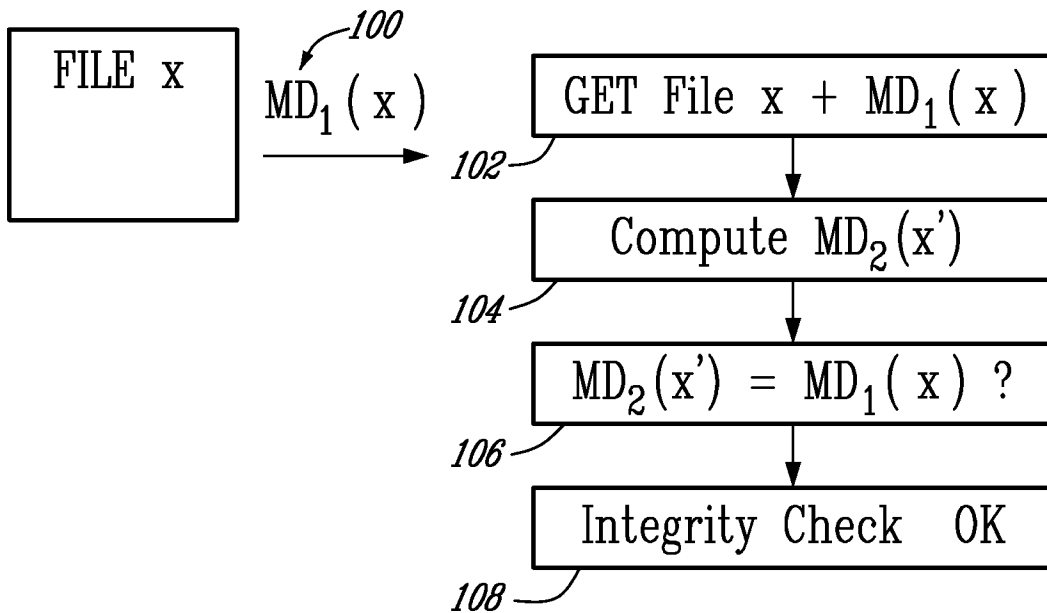 FILE x
100
MD₁(x)
GET File x + MD₁(x)
102
Compute MD₂(x')
104
MD₂(x') = MD₁(x) ?
106
Integrity Check OK
108